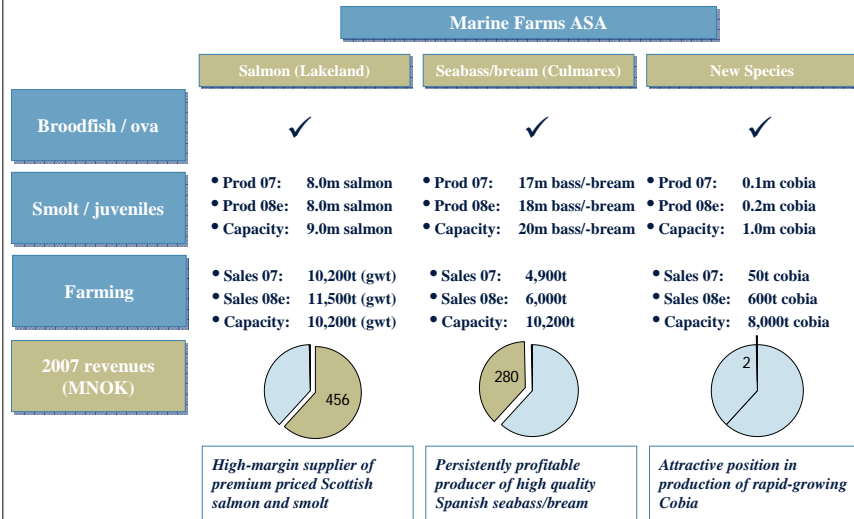 Marine Farms ASA
Salmon (Lakeland)
Seabass/bream (Culmarex)
New Species
Broodfish / ova
✓
✓
✓
Smolt / juveniles
• Prod 07: 8.0m salmon
• Prod 08e: 8.0m salmon
• Capacity: 9.0m salmon
• Prod 07: 17m bass/-bream
• Prod 08e: 18m bass/-bream
• Capacity: 20m bass/-bream
• Prod 07: 0.1m cobia
• Prod 08e: 0.2m cobia
• Capacity: 1.0m cobia
Farming
• Sales 07: 10,200t (gwt)
• Sales 08e: 11,500t (gwt)
• Capacity: 10,200t (gwt)
• Sales 07: 4,900t
• Sales 08e: 6,000t
• Capacity: 10,200t
• Sales 07: 50t cobia
• Sales 08e: 600t cobia
• Capacity: 8,000t cobia
2007 revenues
(MNOK)
456
280
2
High-margin supplier of
premium priced Scottish
salmon and smolt
Persistently profitable
producer of high quality
Spanish seabass/bream
Attractive position in
production of rapid-growing
Cobia